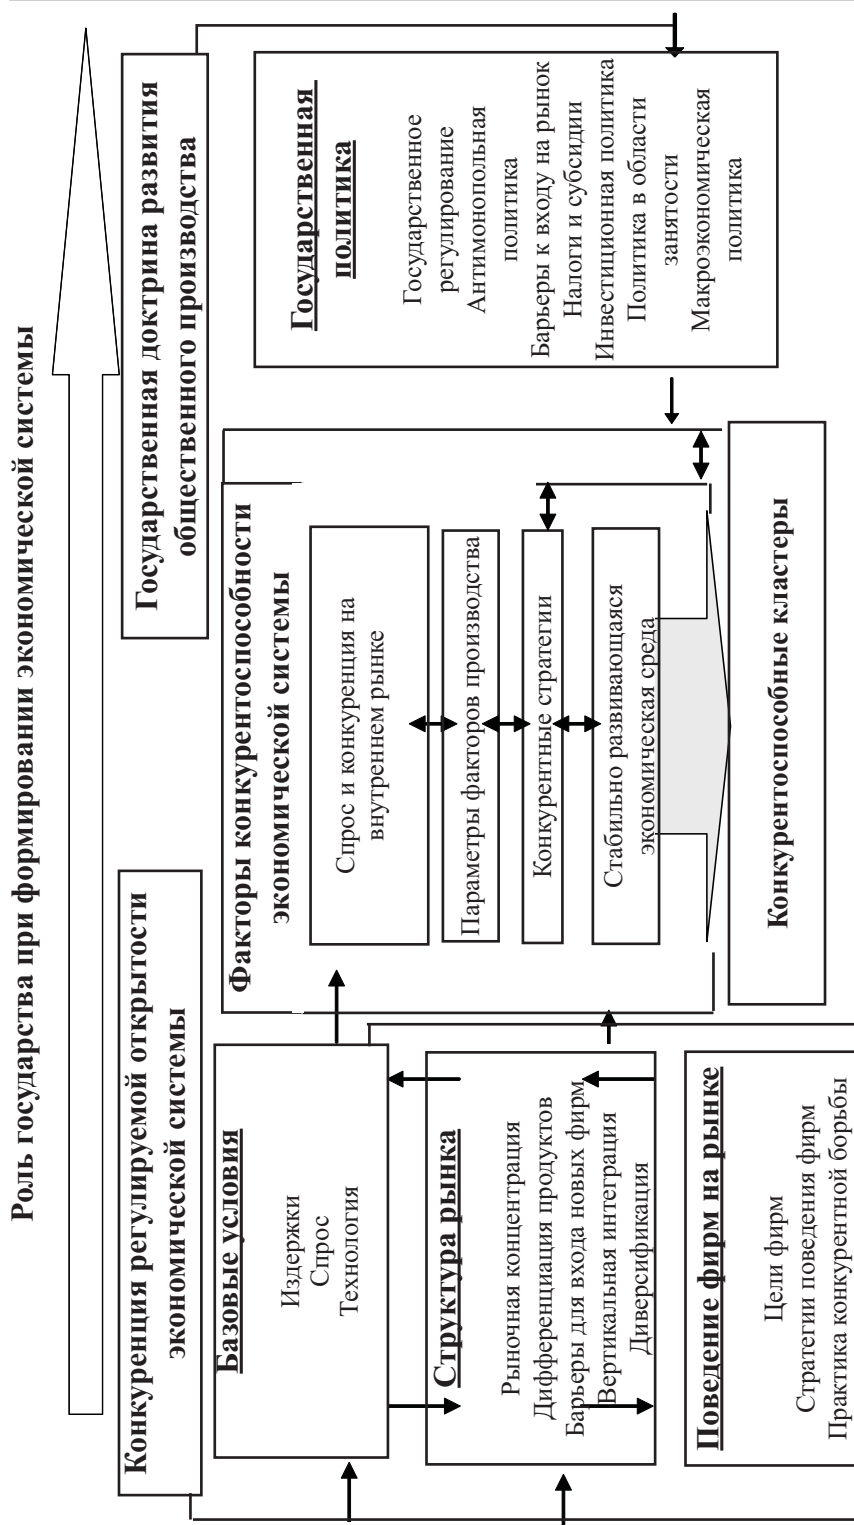 Роль государства при формировании экономической системы
Конкуренция регулируемой открытости
экономической системы
Государственная доктрина развития
общественного производства
Базовые условия
Издержки
Спрос
Технология
Структура рынка
Рыночная концентрация
Дифференциация продуктов
Барьеры для входа новых фирм
Вертикальная интеграция
Диверсификация
Поведение фирм на рынке
Цели фирм
Стратегии поведения фирм
Практика конкурентной борьбы
Факторы конкурентоспособности
экономической системы
Спрос и конкуренция на
внутреннем рынке
Параметры факторов производства
Конкурентные стратегии
Стабильно развивающаяся
экономическая среда
Конкурентоспособные кластеры
Государственная
политика
Государственное
регулирование
Антимонопольная
политика
Барьеры к входу на рынок
Налоги и субсидии
Инвестиционная политика
Политика в области
занятости
Макроэкономическая
политика